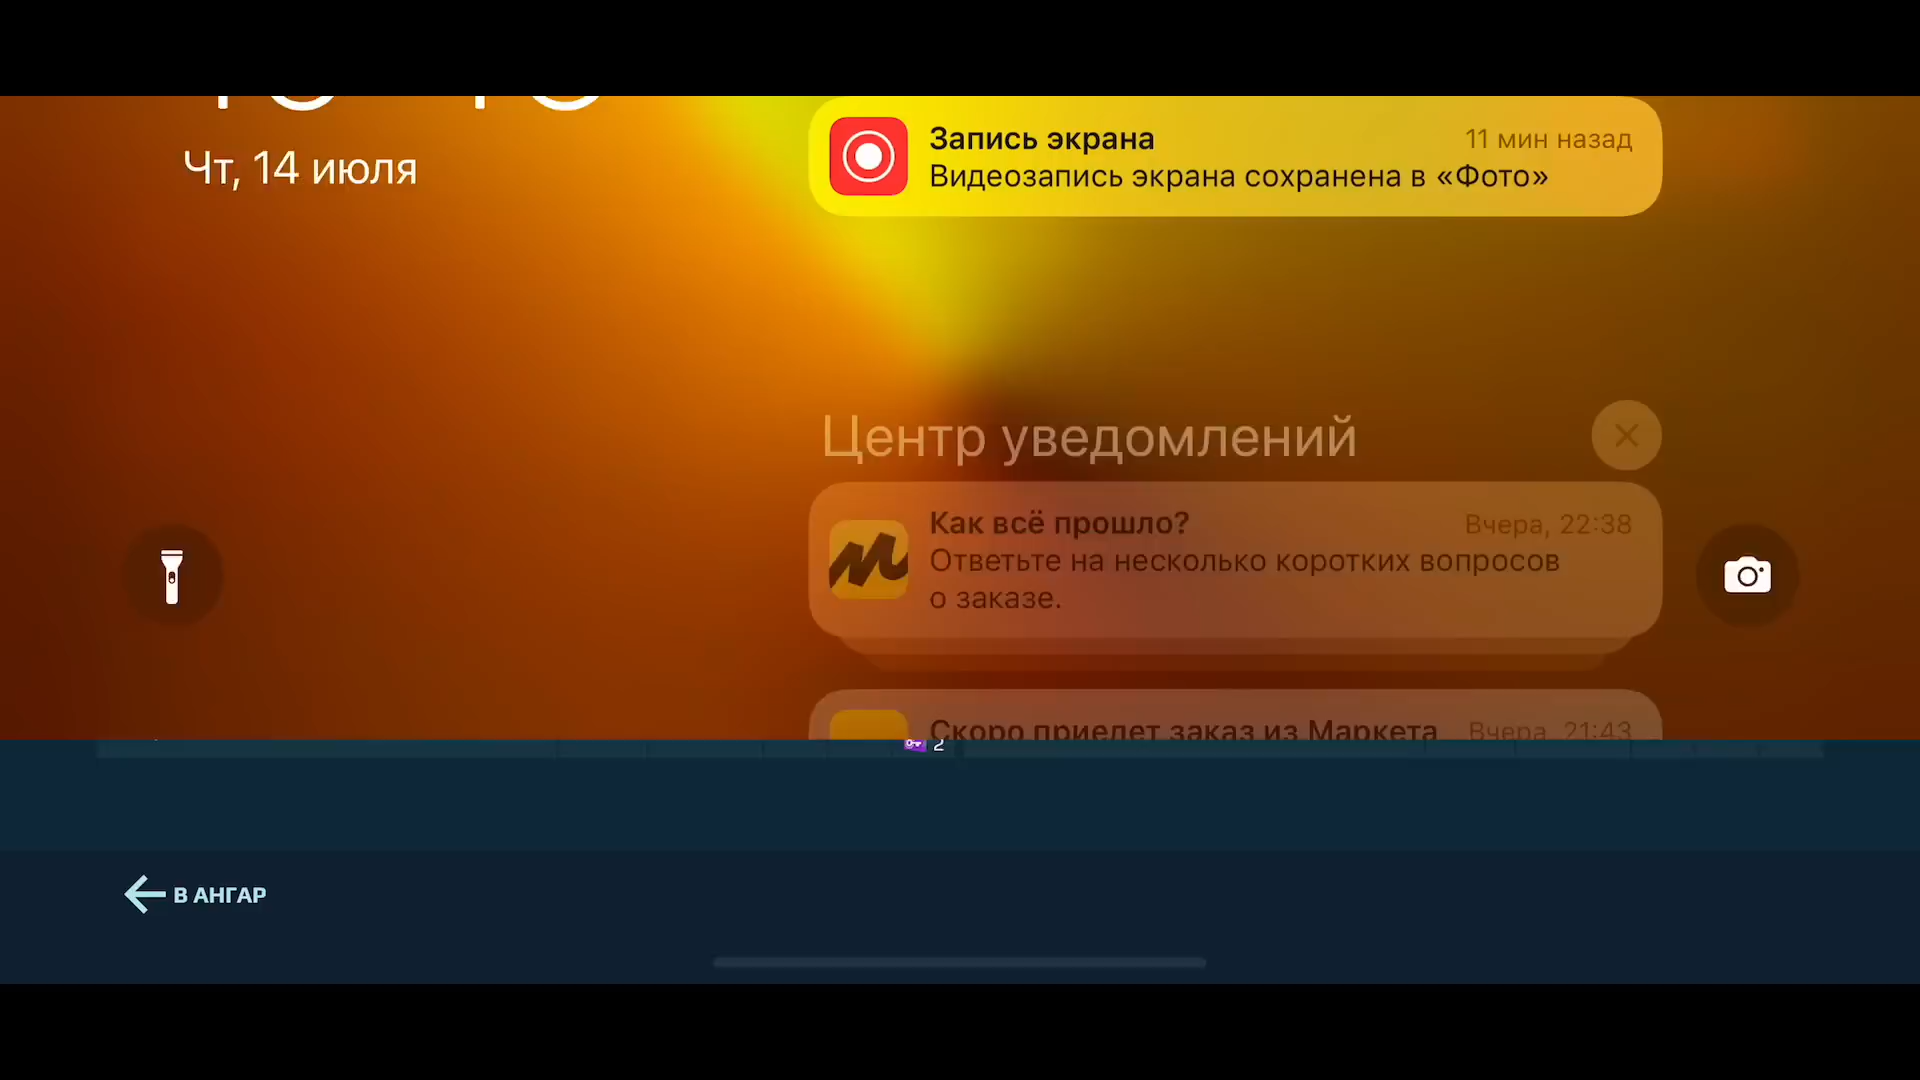 Чт, 14 июля
Запись экрана
11 мин назад
Видеозапись экрана сохранена в «Фото»
Центр уведомлений
Как всё прошло?
Вчера, 22:38
Ответьте на несколько коротких вопросов
о заказе.
Скоро приедет заказ из Маркета
Вчера, 21:43
2
В АНГАР